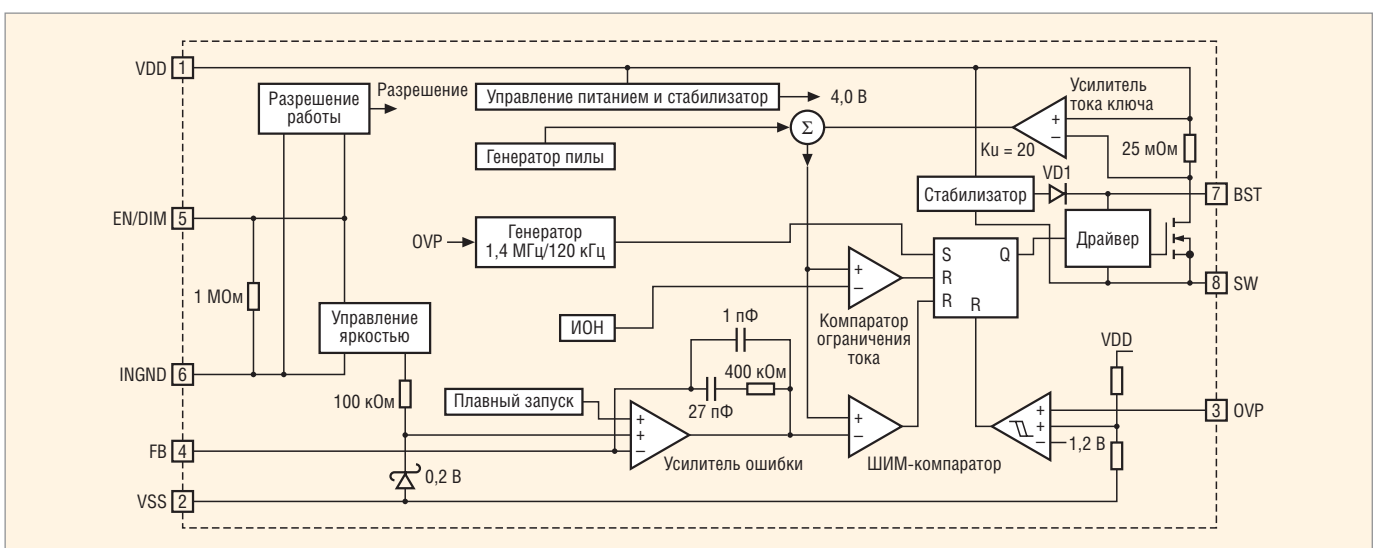 VDD 1
Разрешение
работы
Разрешение
Управление питанием и стабилизатор
4,0 В
Генератор пилы
Σ
Усилитель
тока ключа
+
–
Ku = 20
25 мОм
Стабилизатор
VD1
7 BST
EN/DIM 5
OVP
Генератор
1,4 МГц/120 кГц
Драйвер
S
Q
R
R
R
8 SW
1 МОм
Управление
яркостью
ИОН
+
–
Компаратор
ограничения
тока
1 пФ
400 кОм
27 пФ
VDD
INGND 6
100 кОм
Плавный запуск
+
+
–
Усилитель ошибки
+
–
ШИМ-компаратор
+
+
–
1,2 В
3 OVP
FB 4
0,2 В
VSS 2